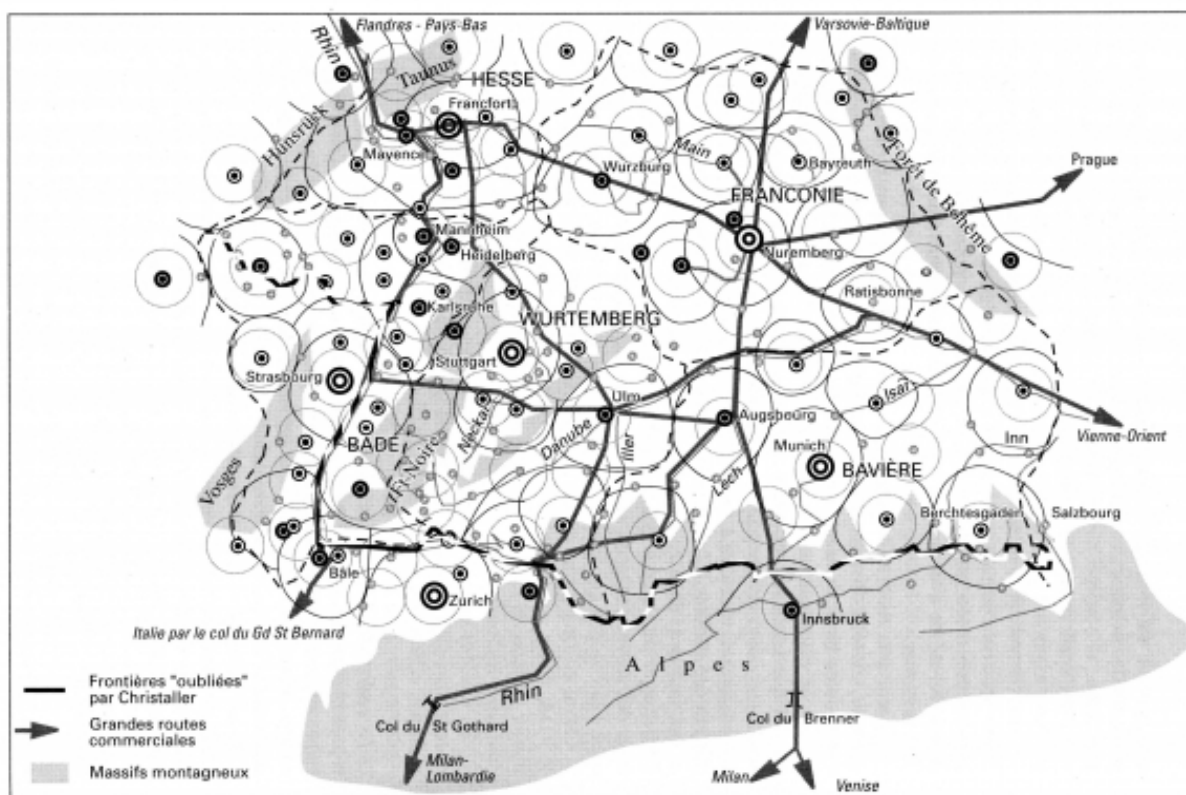 Flandres - Pays-Bas
Varsovie-Baltique
Rhin
Taunus
HESSE
Francfort
Hunsrück
Mayence
Wurzburg
Main
Bayreuth
Prague
FRANCONIE
Forêt de Bohême
Mannheim
Heidelberg
Nuremberg
Ratisbonne
Karlsrohe
WURTEMBERG
Stuttgart
Strasbourg
Ulm
Augsbourg
Isar
Vienne-Orient
Neckar
Danube
Iller
Munich
Inn
BADE
Vosges
Ft-Noire
Lech
BAVIÈRE
Berchtesgaden
Salzbourg
Bâle
Zurich
Innsbruck
Italie par le col du Gd St Bernard
Alpes
Rhin
Frontières "oubliées"
par Christaller
Grandes routes
commerciales
Massifs montagneux
Col du St Gothard
Col du Brenner
Milan-
Lombardie
Milan
Venise